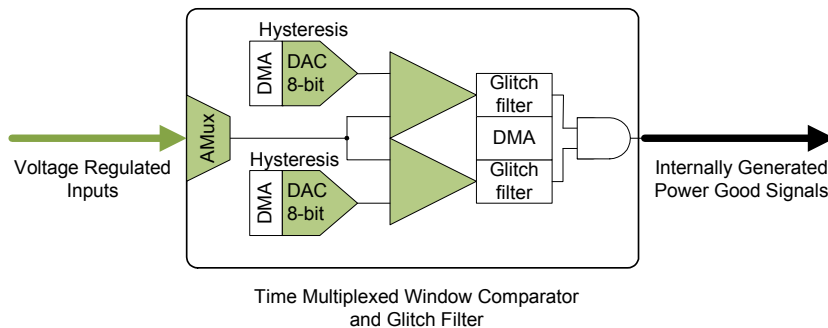 Hysteresis
DMA
DAC
8-bit
Glitch
filter
AMux
DMA
Voltage Regulated
Inputs
Hysteresis
DMA
DAC
8-bit
Glitch
filter
Internally Generated
Power Good Signals
Time Multiplexed Window Comparator
and Glitch Filter